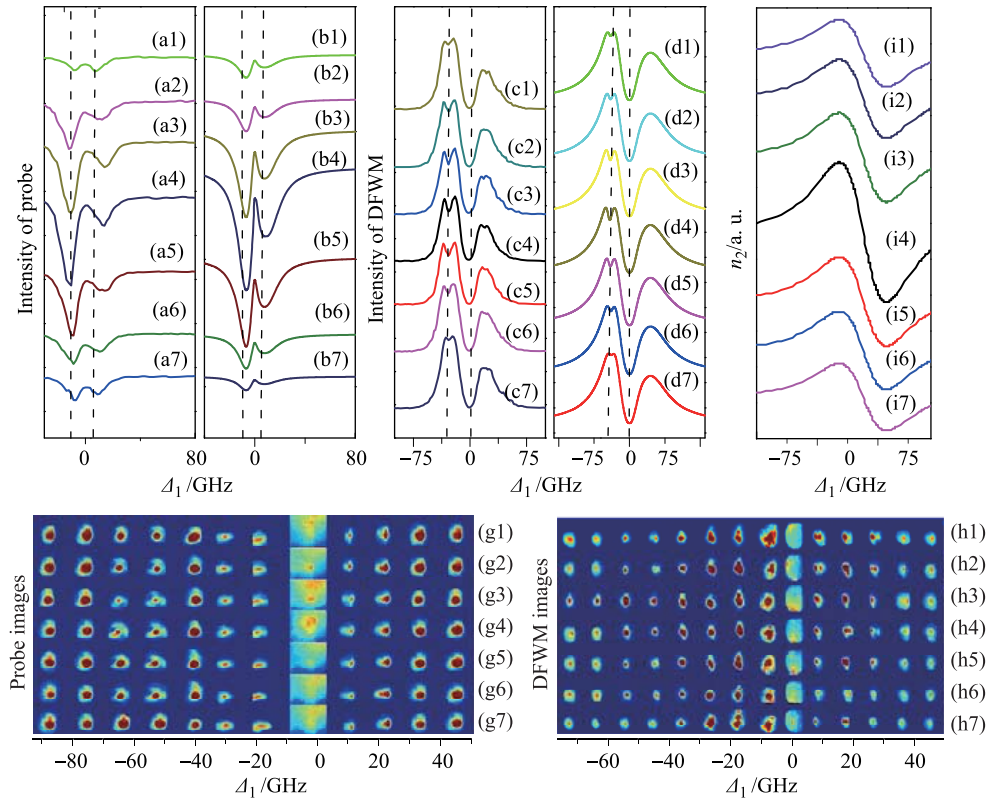 Intensity of probe
(a1)
(a2)
(a3)
(a4)
(a5)
(a6)
(a7)
0
80
Δ1/GHz
(b1)
(b2)
(b3)
(b4)
(b5)
(b6)
(b7)
0
80
Δ1/GHz
Intensity of DFWM
(c1)
(c2)
(c3)
(c4)
(c5)
(c6)
(c7)
−75
0
75
Δ1/GHz
(d1)
(d2)
(d3)
(d4)
(d5)
(d6)
(d7)
−75
0
75
Δ1/GHz
n2/a. u.
(i1)
(i2)
(i3)
(i4)
(i5)
(i6)
(i7)
−75
0
75
Δ1/GHz
Probe images
(g1)
(g2)
(g3)
(g4)
(g5)
(g6)
(g7)
−80 −60 −40 −20 0 20 40
Δ1/GHz
DFWM images
(h1)
(h2)
(h3)
(h4)
(h5)
(h6)
(h7)
−60 −40 −20 0 20 40
Δ1/GHz